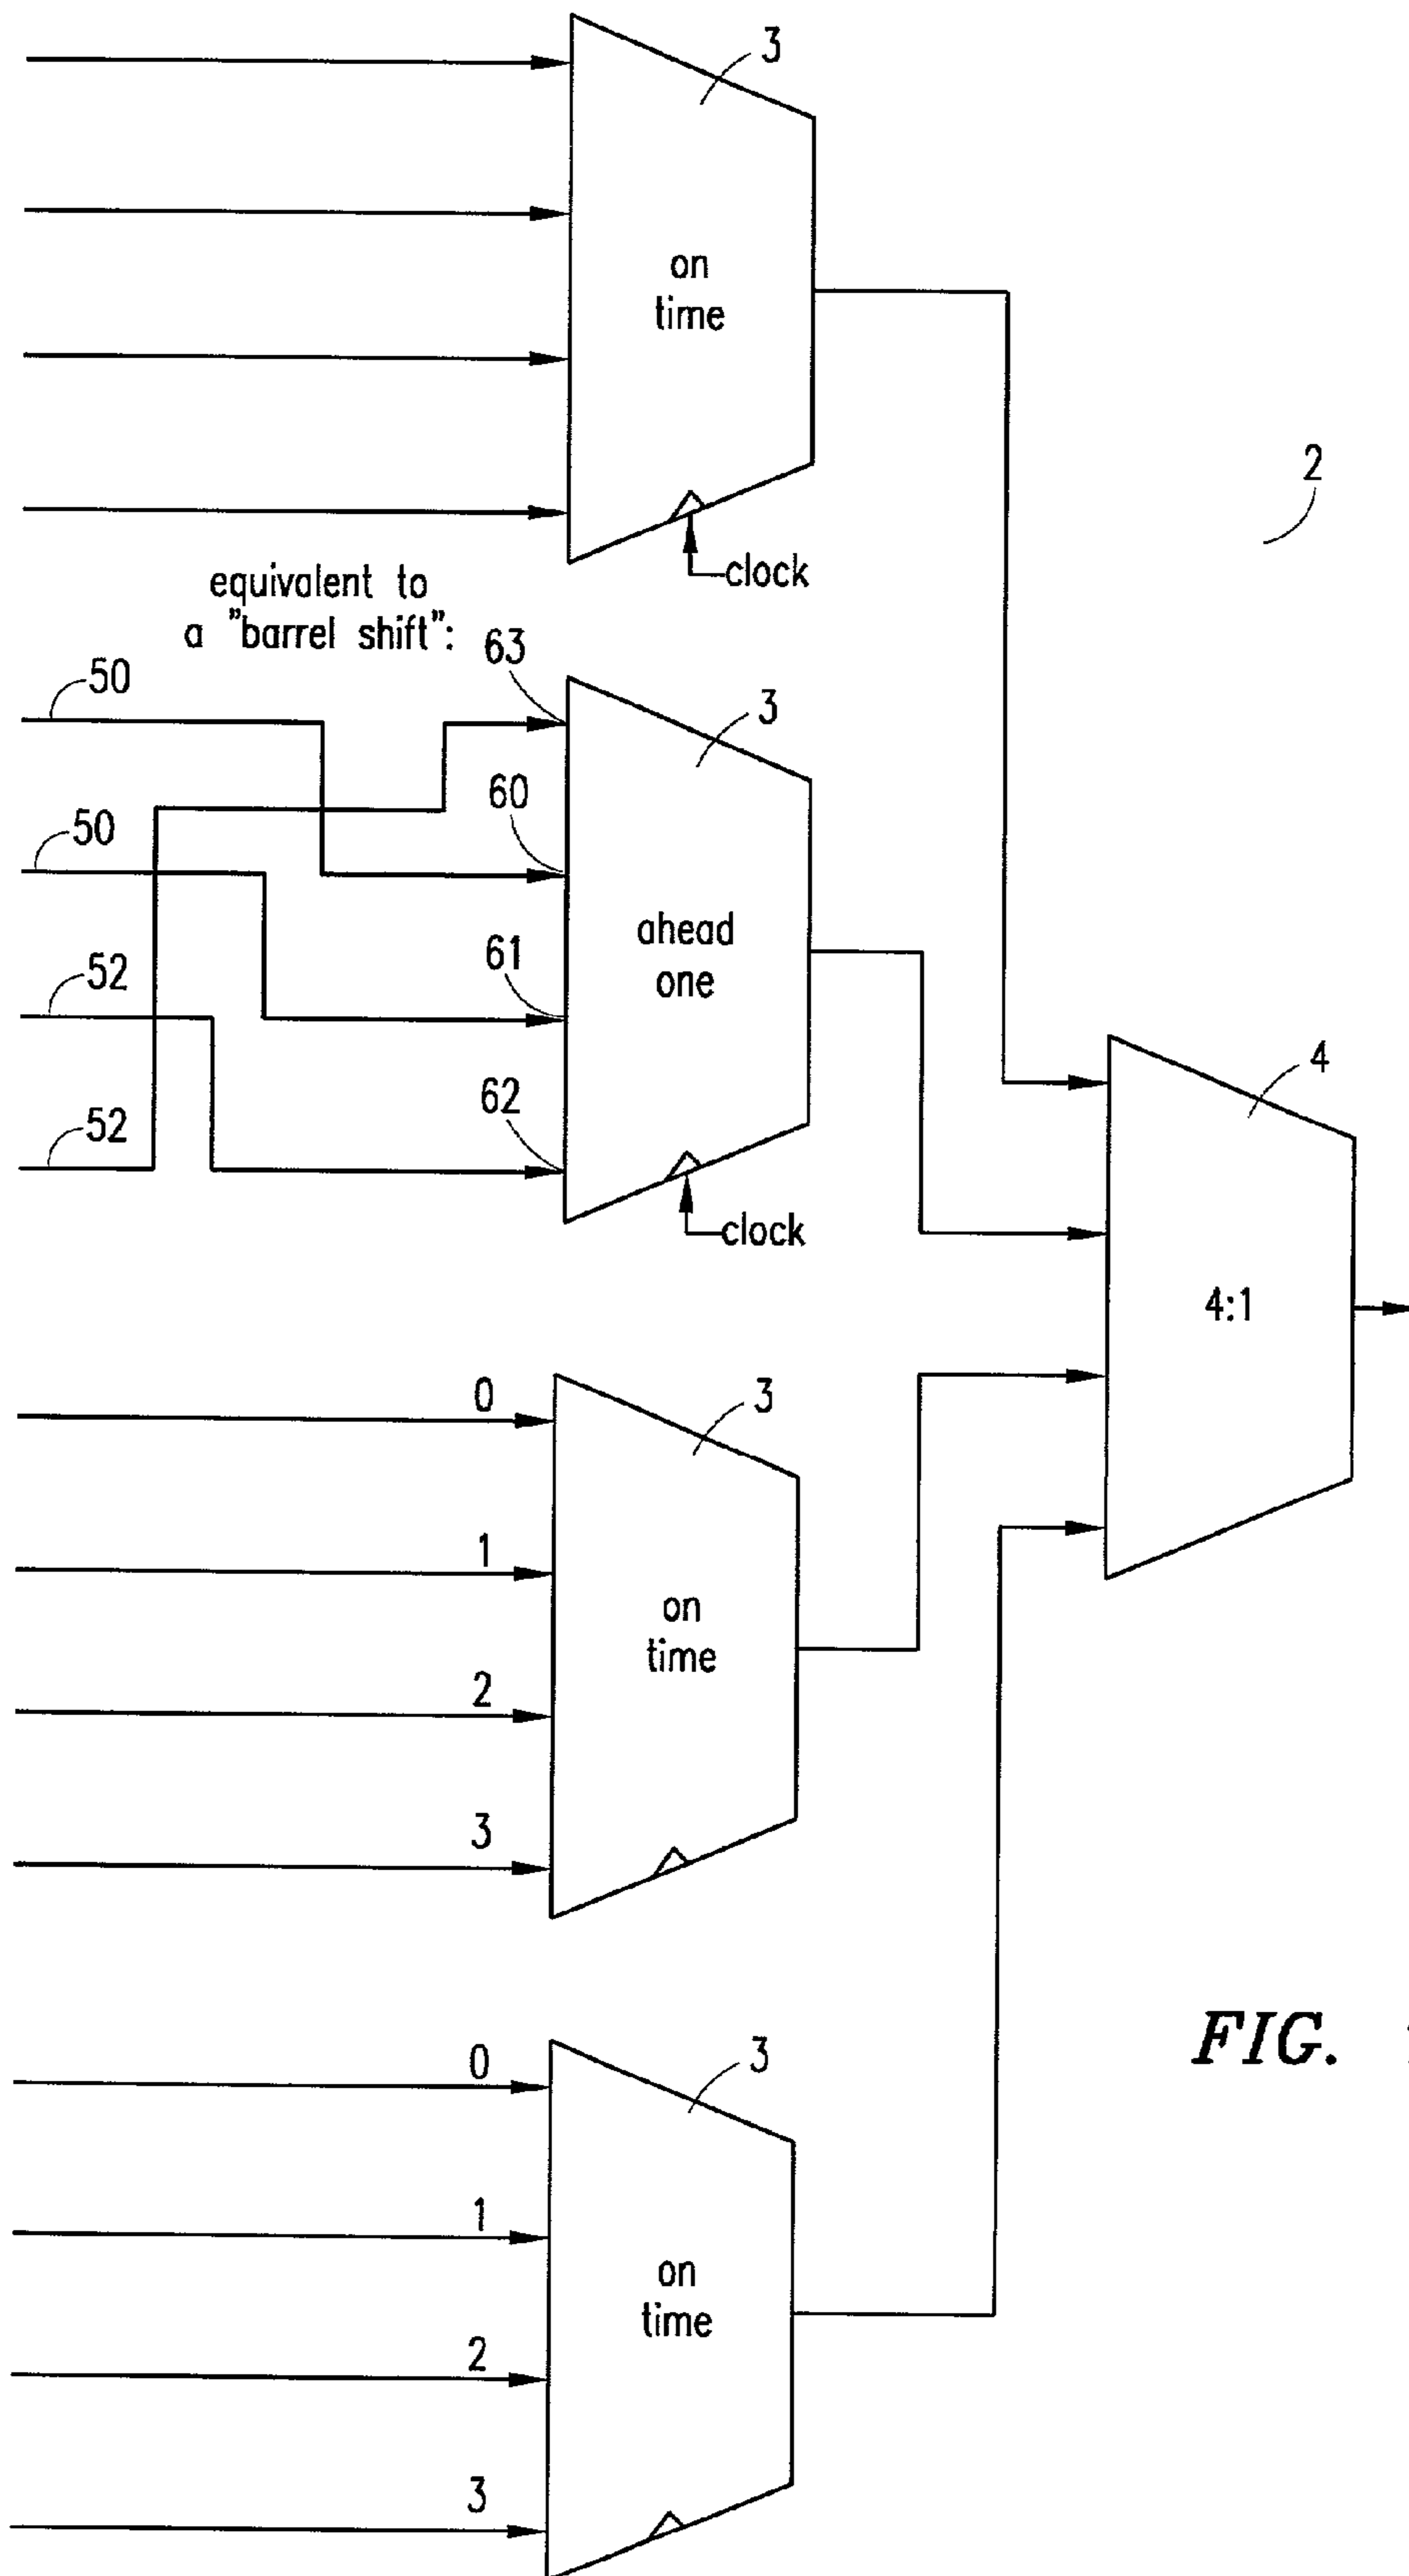 3
on
time
2
clock
equivalent to
a "barrel shift":
63
50
3
60
50
ahead
one
61
52
4
62
52
clock
4:1
0
3
1
on
time
2
3
FIG.
0
3
1
on
time
2
3